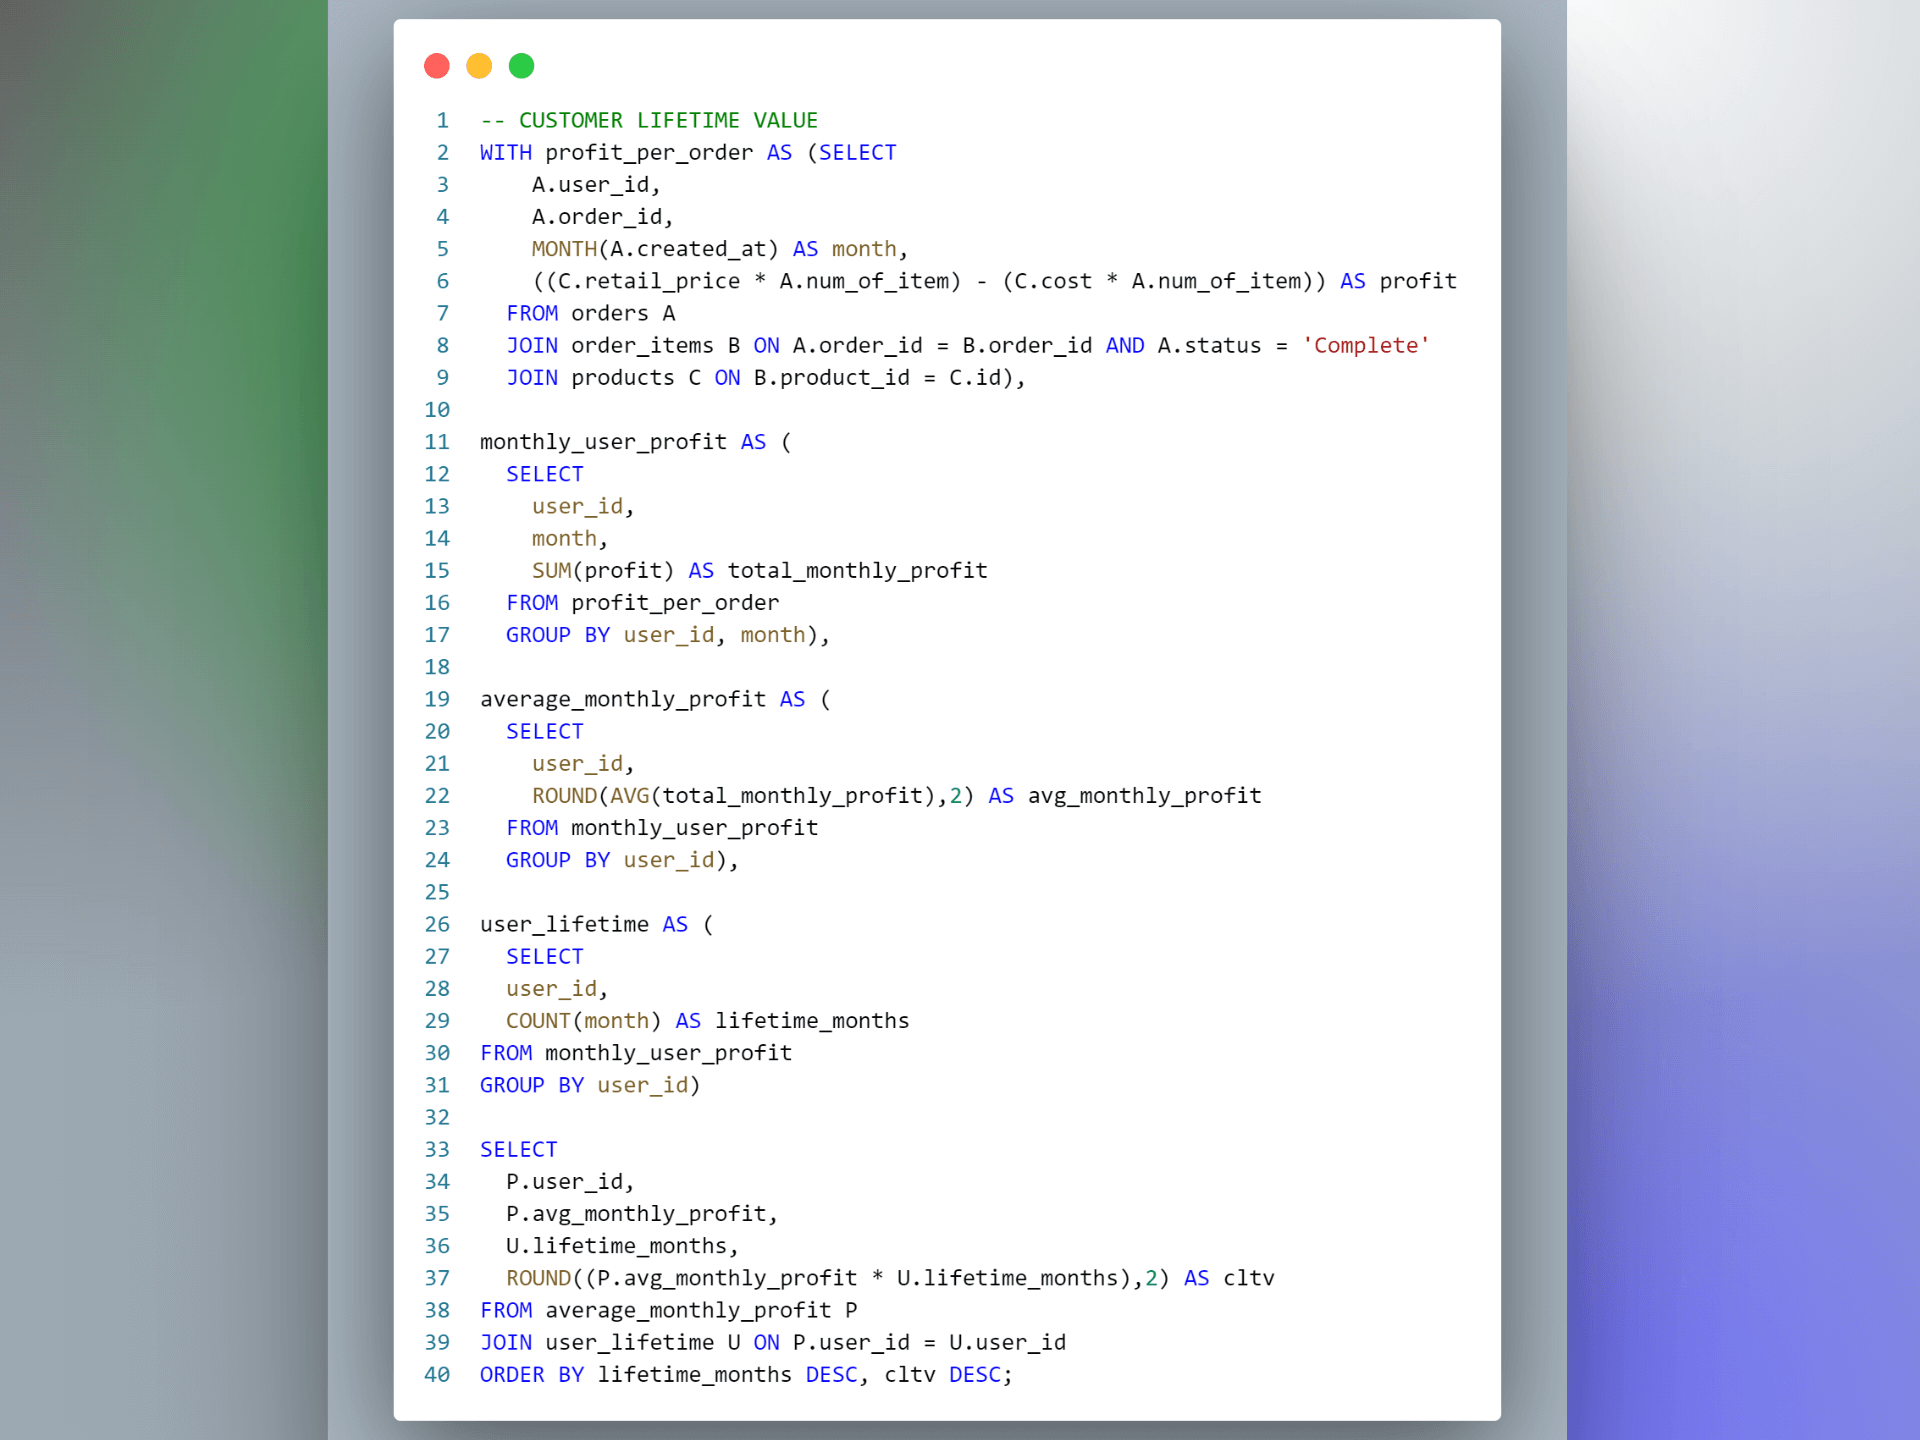 1 -- CUSTOMER LIFETIME VALUE
2 WITH profit_per_order AS (SELECT
3     A.user_id,
4     A.order_id,
5     MONTH(A.created_at) AS month,
6     ((C.retail_price * A.num_of_item) - (C.cost * A.num_of_item)) AS profit
7   FROM orders A
8   JOIN order_items B ON A.order_id = B.order_id AND A.status = 'Complete'
9   JOIN products C ON B.product_id = C.id),
10
11 monthly_user_profit AS (
12   SELECT
13     user_id,
14     month,
15     SUM(profit) AS total_monthly_profit
16   FROM profit_per_order
17   GROUP BY user_id, month),
18
19 average_monthly_profit AS (
20   SELECT
21     user_id,
22     ROUND(AVG(total_monthly_profit),2) AS avg_monthly_profit
23   FROM monthly_user_profit
24   GROUP BY user_id),
25
26 user_lifetime AS (
27   SELECT
28   user_id,
29   COUNT(month) AS lifetime_months
30 FROM monthly_user_profit
31 GROUP BY user_id)
32
33 SELECT
34   P.user_id,
35   P.avg_monthly_profit,
36   U.lifetime_months,
37   ROUND((P.avg_monthly_profit * U.lifetime_months),2) AS cltv
38 FROM average_monthly_profit P
39 JOIN user_lifetime U ON P.user_id = U.user_id
40 ORDER BY lifetime_months DESC, cltv DESC;